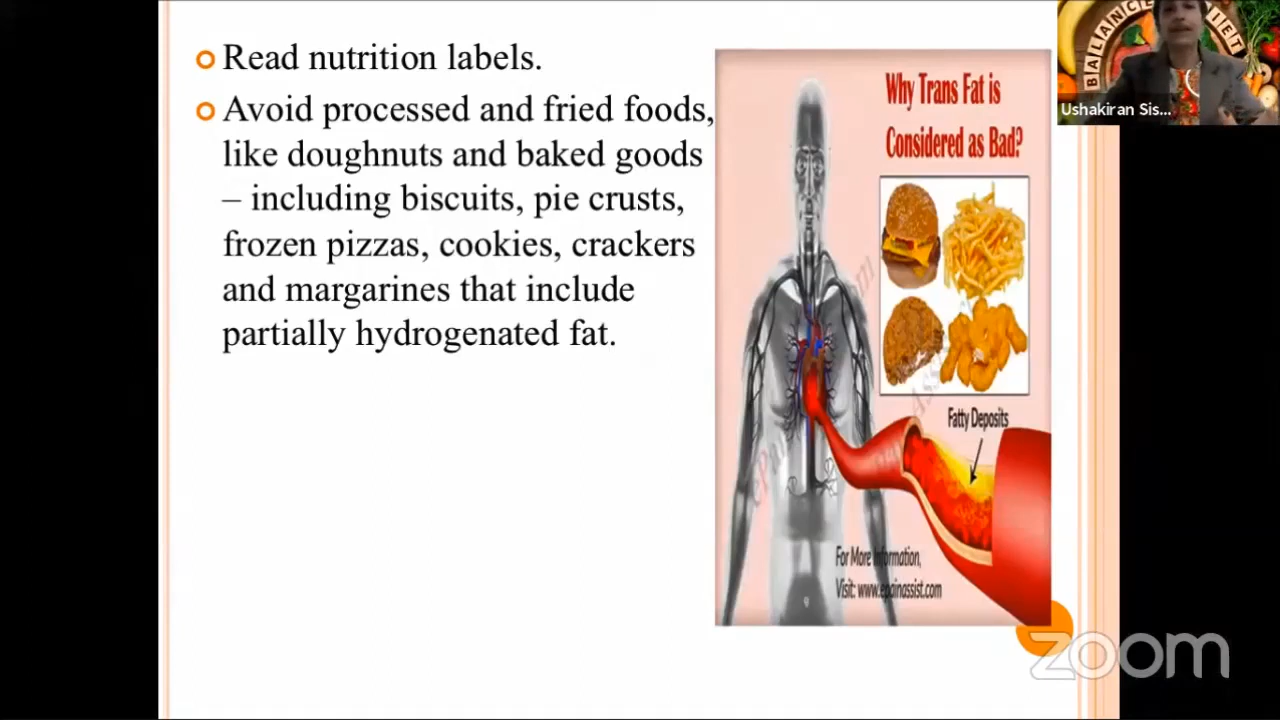 Read nutrition labels.
Avoid processed and fried foods,
like doughnuts and baked goods
– including biscuits, pie crusts,
frozen pizzas, cookies, crackers
and margarines that include
partially hydrogenated fat.
Why Trans Fat is
Considered as Bad?
Fatty Deposits
For More Information,
Visit: www.epainassist.com
BALANCE DIET
Ushakiran Sis...
zoom